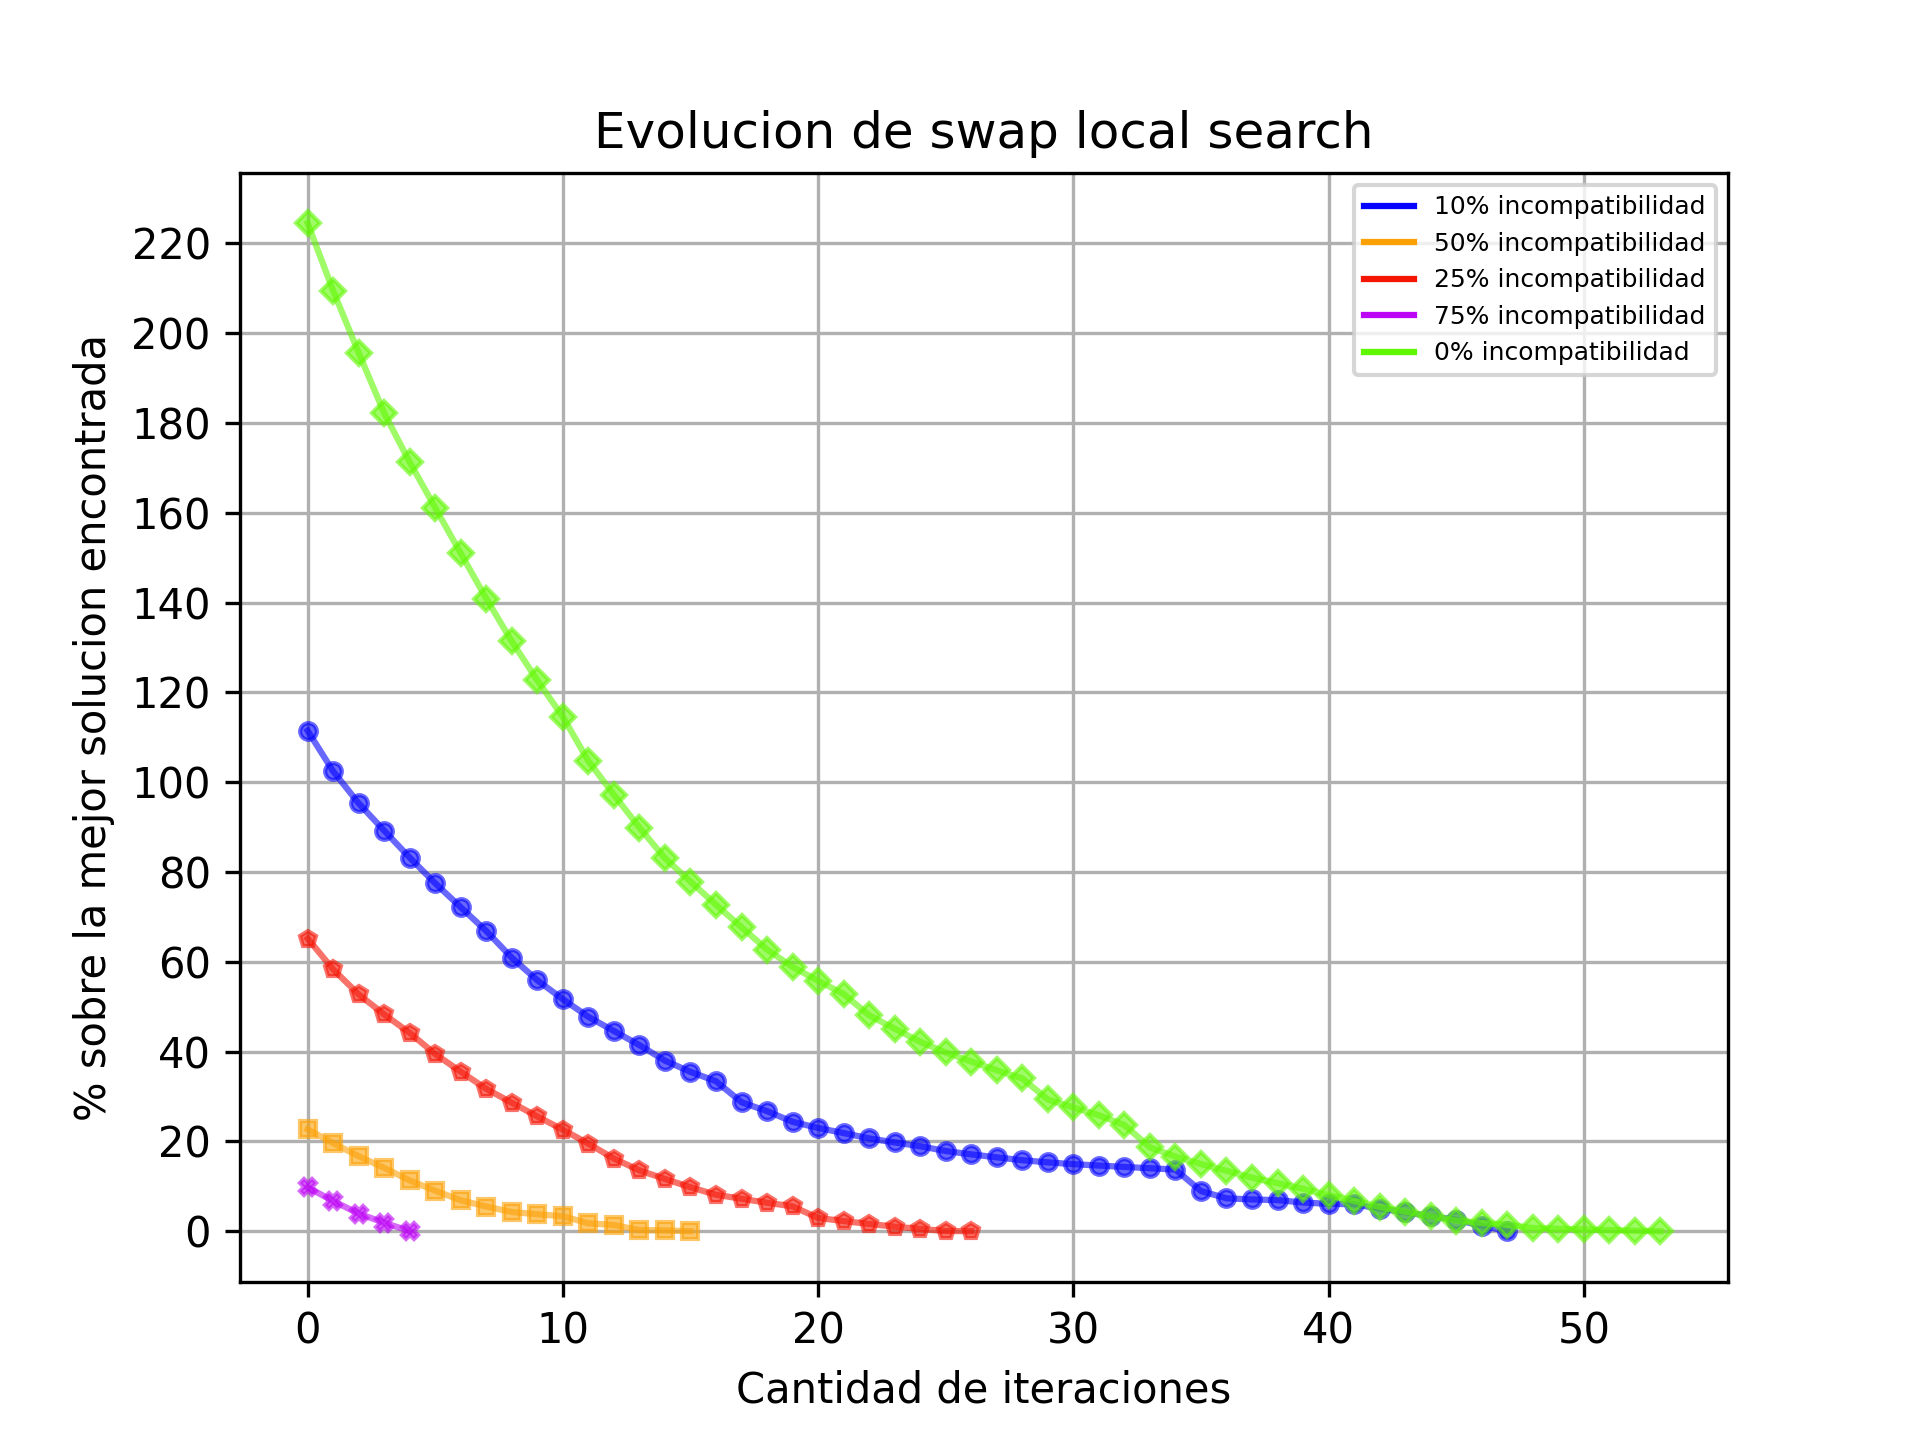 Evolucion de swap local search
% sobre la mejor solucion encontrada
220
200
180
160
140
120
100
80
60
40
20
0
10% incompatibilidad
50% incompatibilidad
25% incompatibilidad
75% incompatibilidad
0% incompatibilidad
0 10 20 30 40 50
Cantidad de iteraciones